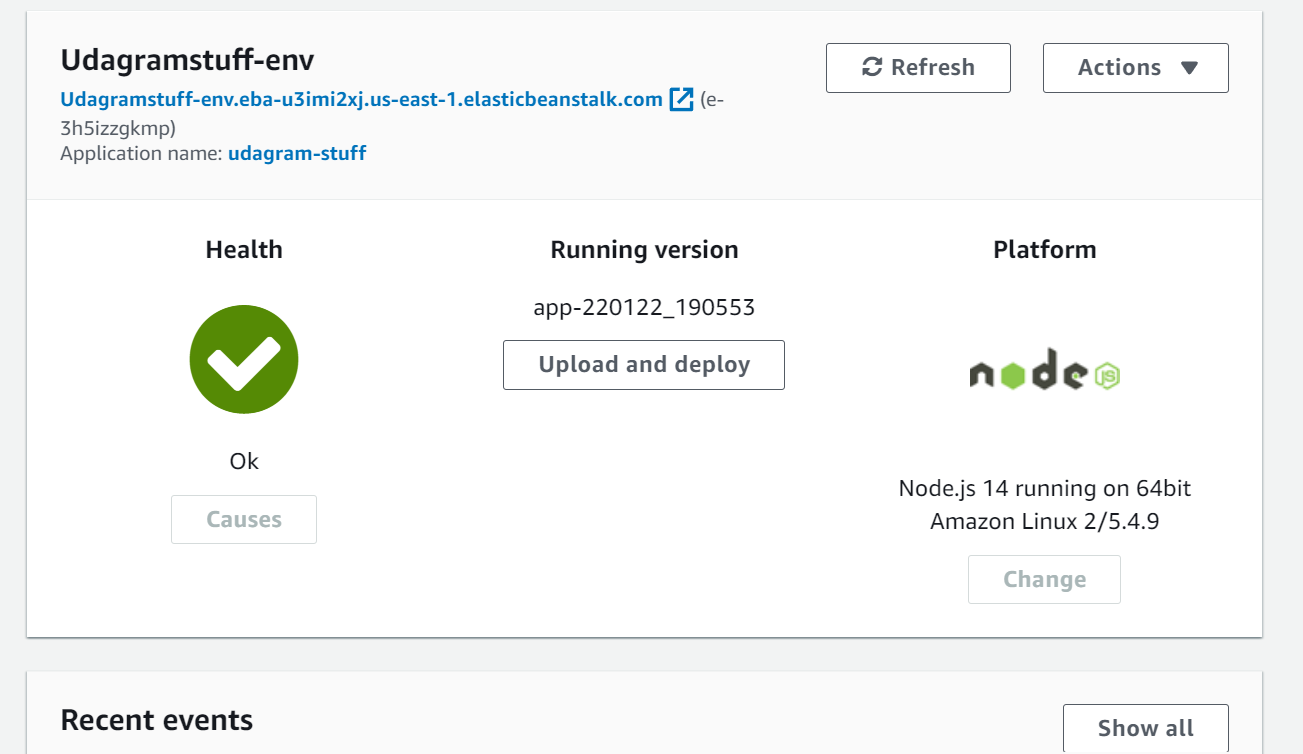 Udagramstuff-env
Refresh
Actions
Udagramstuff-env.eba-u3imi2xj.us-east-1.elasticbeanstalk.com (e-
3h5izzgkmp)
Application name: udagram-stuff
Health
Running version
Platform
app-220122_190553
Upload and deploy
node
JS
Ok
Causes
Node.js 14 running on 64bit
Amazon Linux 2/5.4.9
Change
Recent events
Show all